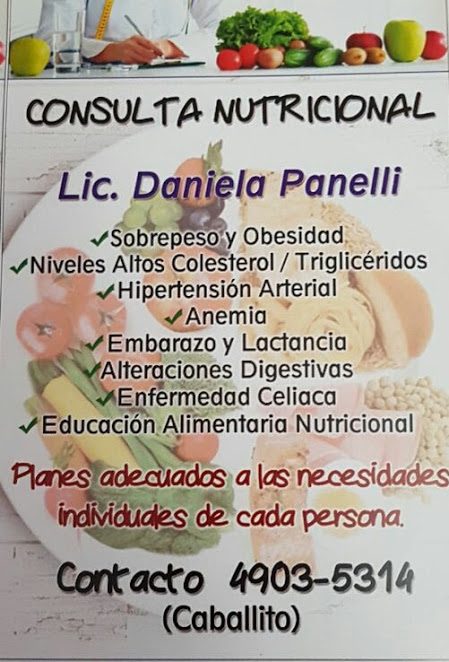 CONSULTA NUTRICIONAL
Lic. Daniela Panelli
✓Sobrepeso y Obesidad
✓Niveles Altos Colesterol / Triglicéridos
✓Hipertensión Arterial
✓Anemia
✓Embarazo y Lactancia
✓Alteraciones Digestivas
✓Enfermedad Celiaca
✓Educación Alimentaria Nutricional
Planes adecuados a las necesidades
individuales de cada persona.
Contacto 4903-5314
(Caballito)